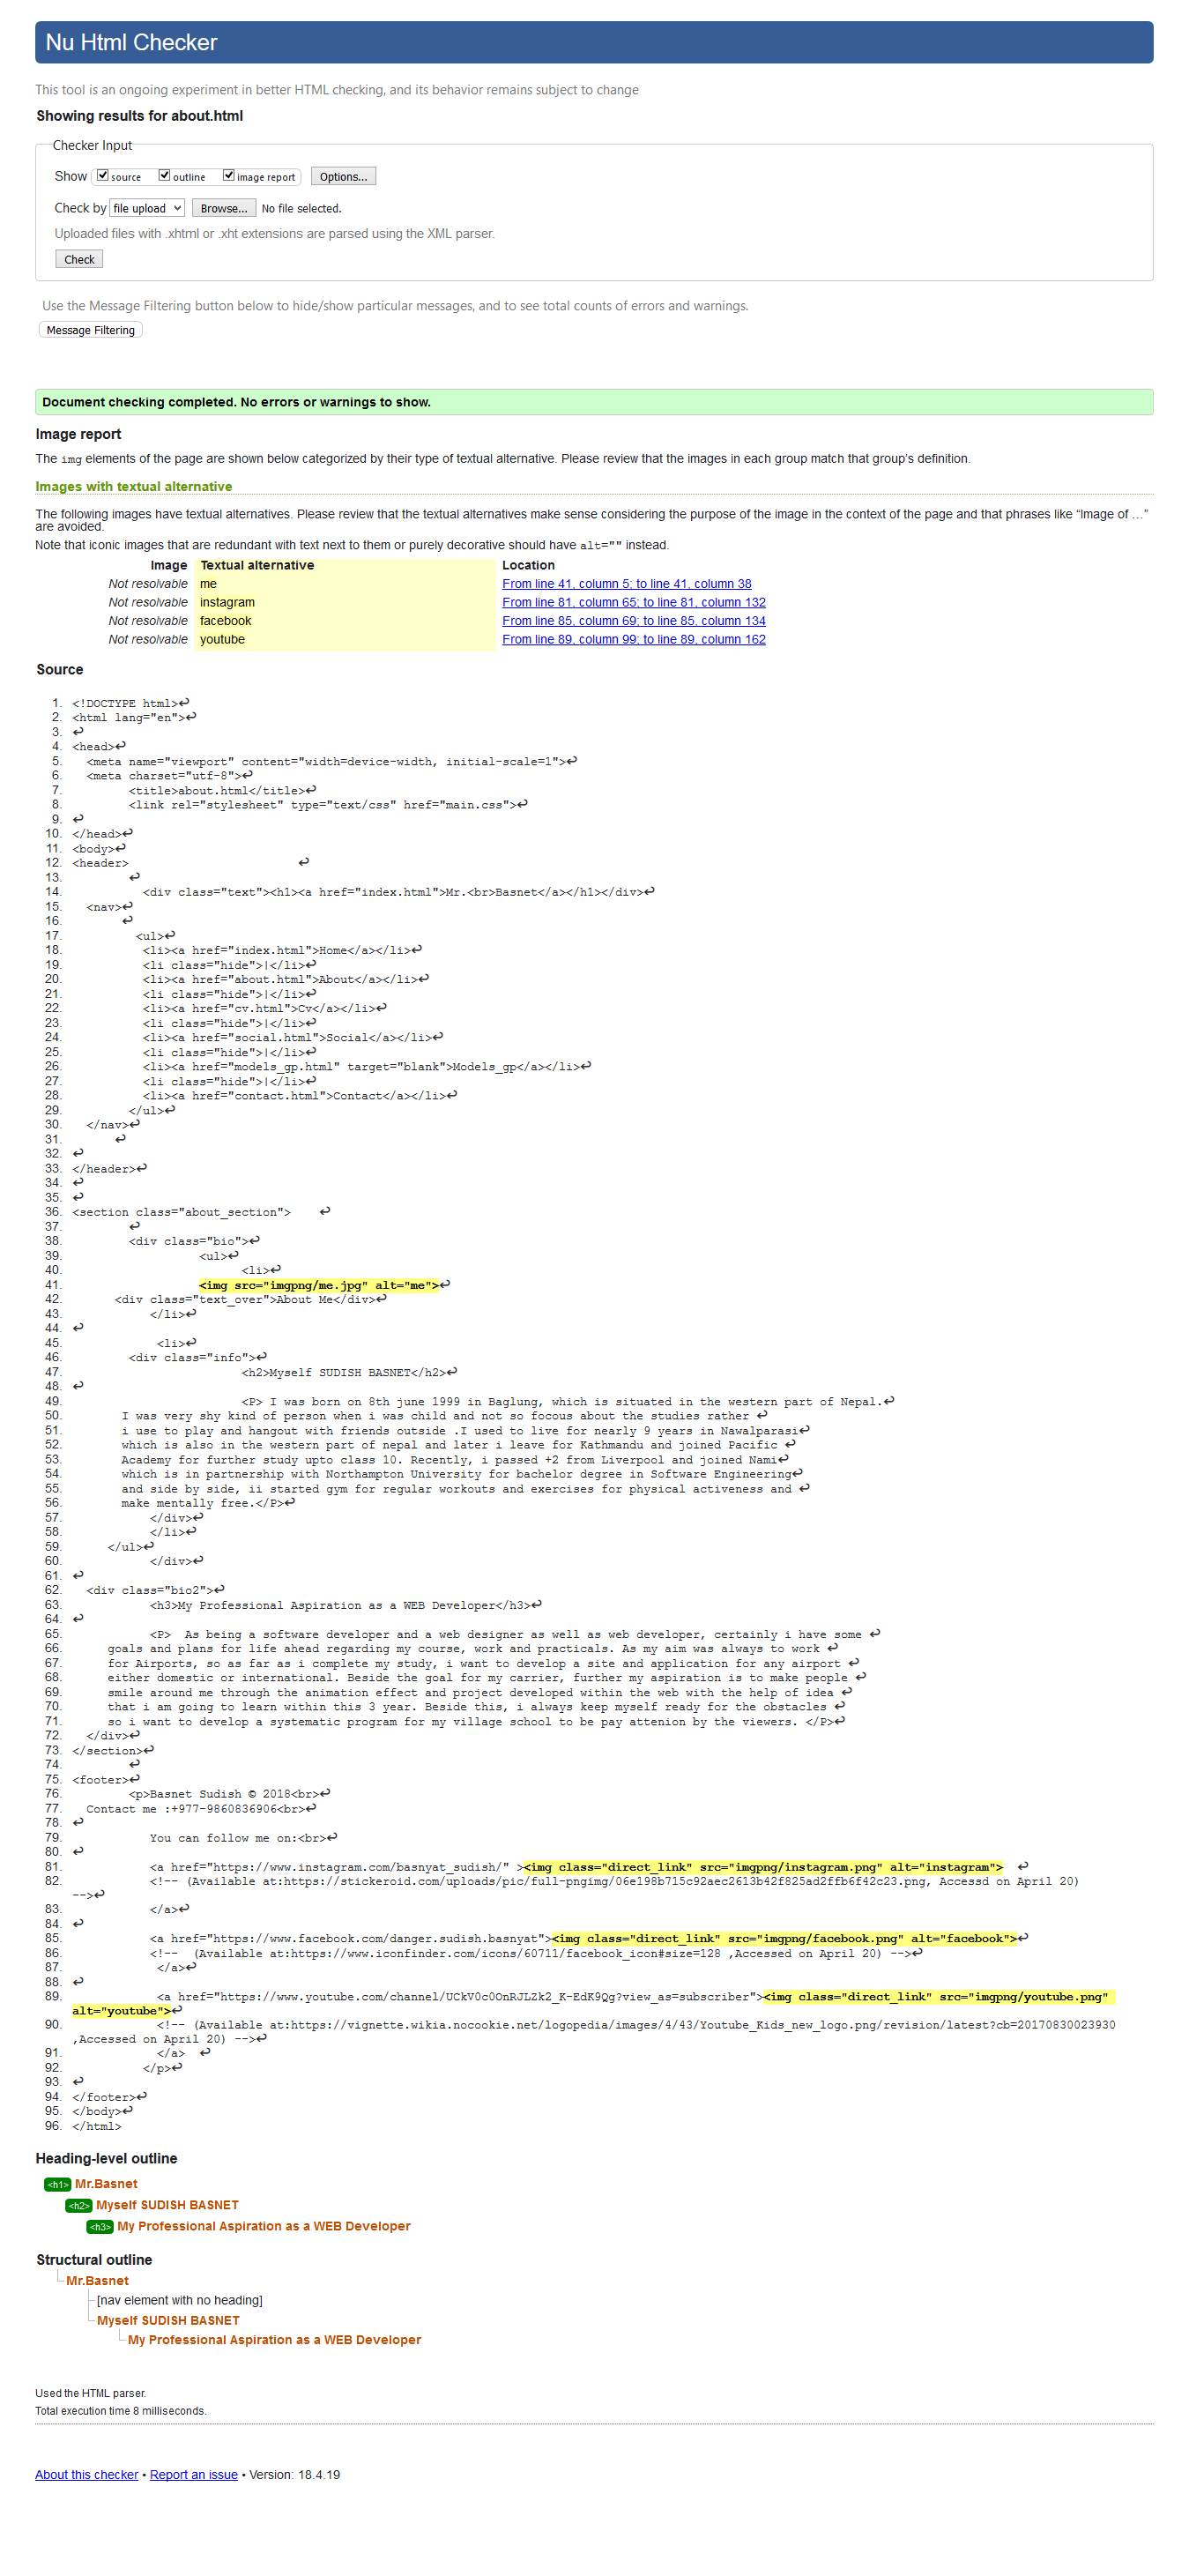 Nu Html Checker
This tool is an ongoing experiment in better HTML checking, and its behavior remains subject to change
Showing results for about.html
Checker Input
Show source outline image report Options...
Check by file upload Browse... No file selected.
Uploaded files with .xhtml or .xht extensions are parsed using the XML parser.
Check
Use the Message Filtering button below to hide/show particular messages, and to see total counts of errors and warnings.
Message Filtering
Document checking completed. No errors or warnings to show.
Image report
The img elements of the page are shown below categorized by their type of textual alternative. Please review that the images in each group match that group's definition.
Images with textual alternative
The following images have textual alternatives. Please review that the textual alternatives make sense considering the purpose of the image in the context of the page and that phrases like “Image of …”
are avoided.
Note that iconic images that are redundant with text next to them or purely decorative should have alt="" instead.
Image Textual alternative Location
Not resolvable me From line 41, column 5; to line 41, column 38
Not resolvable instagram From line 81, column 65; to line 81, column 132
Not resolvable facebook From line 85, column 69; to line 85, column 134
Not resolvable youtube From line 89, column 99; to line 89, column 162
Source
1. <!DOCTYPE html>↩
2. <html lang="en">↩
3. ↩
4. <head>↩
5. <meta name="viewport" content="width=device-width, initial-scale=1">↩
6. <meta charset="utf-8">↩
7. <title>about.html</title>↩
8. <link rel="stylesheet" type="text/css" href="main.css">↩
9. ↩
10. </head>↩
11. <body>↩
12. <header> ↩
13. ↩
14. <div class="text"><h1><a href="index.html">Mr.<br>Basnet</a></h1></div>↩
15. <nav>↩
16. ↩
17. <ul>↩
18. <li><a href="index.html">Home</a></li>↩
19. <li class="hide">|</li>↩
20. <li><a href="about.html">About</a></li>↩
21. <li class="hide">|</li>↩
22. <li><a href="cv.html">Cv</a></li>↩
23. <li class="hide">|</li>↩
24. <li><a href="social.html">Social</a></li>↩
25. <li class="hide">|</li>↩
26. <li><a href="models_gp.html" target="blank">Models_gp</a></li>↩
27. <li class="hide">|</li>↩
28. <li><a href="contact.html">Contact</a></li>↩
29. </ul>↩
30. </nav>↩
31. ↩
32. ↩
33. </header>↩
34. ↩
35. ↩
36. <section class="about_section"> ↩
37. ↩
38. <div class="bio">↩
39. <ul>↩
40. <li>↩
41. <img src="imgpng/me.jpg" alt="me">↩
42. <div class="text_over">About Me</div>↩
43. </li>↩
44. ↩
45. <li>↩
46. <div class="info">↩
47. <h2>Myself SUDISH BASNET</h2>↩
48. ↩
49. <P> I was born on 8th june 1999 in Baglung, which is situated in the western part of Nepal.↩
50. I was very shy kind of person when i was child and not so focous about the studies rather ↩
51. i use to play and hangout with friends outside .I used to live for nearly 9 years in Nawalparasi↩
52. which is also in the western part of nepal and later i leave for Kathmandu and joined Pacific ↩
53. Academy for further study upto class 10. Recently, i passed +2 from Liverpool and joined Nami↩
54. which is in partnership with Northampton University for bachelor degree in Software Engineering↩
55. and side by side, ii started gym for regular workouts and exercises for physical activeness and ↩
56. make mentally free.</P>↩
57. </div>↩
58. </li>↩
59. </ul>↩
60. </div>↩
61. ↩
62. <div class="bio2">↩
63. <h3>My Professional Aspiration as a WEB Developer</h3>↩
64. ↩
65. <P> As being a software developer and a web designer as well as web developer, certainly i have some ↩
66. goals and plans for life ahead regarding my course, work and practicals. As my aim was always to work ↩
67. for Airports, so as far as i complete my study, i want to develop a site and application for any airport ↩
68. either domestic or international. Beside the goal for my carrier, further my aspiration is to make people ↩
69. smile around me through the animation effect and project developed within the web with the help of idea ↩
70. that i am going to learn within this 3 year. Beside this, i always keep myself ready for the obstacles ↩
71. so i want to develop a systematic program for my village school to be pay attenion by the viewers. </P>↩
72. </div>↩
73. </section>↩
74. ↩
75. <footer>↩
76. <p>Basnet Sudish © 2018<br>↩
77. Contact me :+977-9860836906<br>↩
78. ↩
79. You can follow me on:<br>↩
80. ↩
81. <a href="https://www.instagram.com/basnyat_sudish/" ><img class="direct_link" src="imgpng/instagram.png" alt="instagram"> ↩
82. <!-- (Available at:https://stickeroid.com/uploads/pic/full-pngimg/06e198b715c92aec2613b42f825ad2ffb6f42c23.png, Accessd on April 20)
-->↩
83. </a>↩
84. ↩
85. <a href="https://www.facebook.com/danger.sudish.basnyat"><img class="direct_link" src="imgpng/facebook.png" alt="facebook">↩
86. <!-- (Available at:https://www.iconfinder.com/icons/60711/facebook_icon#size=128 ,Accessed on April 20) -->↩
87. </a>↩
88. ↩
89. <a href="https://www.youtube.com/channel/UCkV0c0OnRJLZk2_K-EdK9Qg?view_as=subscriber"><img class="direct_link" src="imgpng/youtube.png"
alt="youtube">↩
90. <!-- (Available at:https://vignette.wikia.nocookie.net/logopedia/images/4/43/Youtube_Kids_new_logo.png/revision/latest?cb=20170830023930
,Accessed on April 20) -->↩
91. </a> ↩
92. </p>↩
93. ↩
94. </footer>↩
95. </body>↩
96. </html>
Heading-level outline
<h1> Mr.Basnet
<h2> Myself SUDISH BASNET
<h3> My Professional Aspiration as a WEB Developer
Structural outline
Mr.Basnet
[nav element with no heading]
Myself SUDISH BASNET
My Professional Aspiration as a WEB Developer
Used the HTML parser.
Total execution time 8 milliseconds.
About this checker • Report an issue • Version: 18.4.19